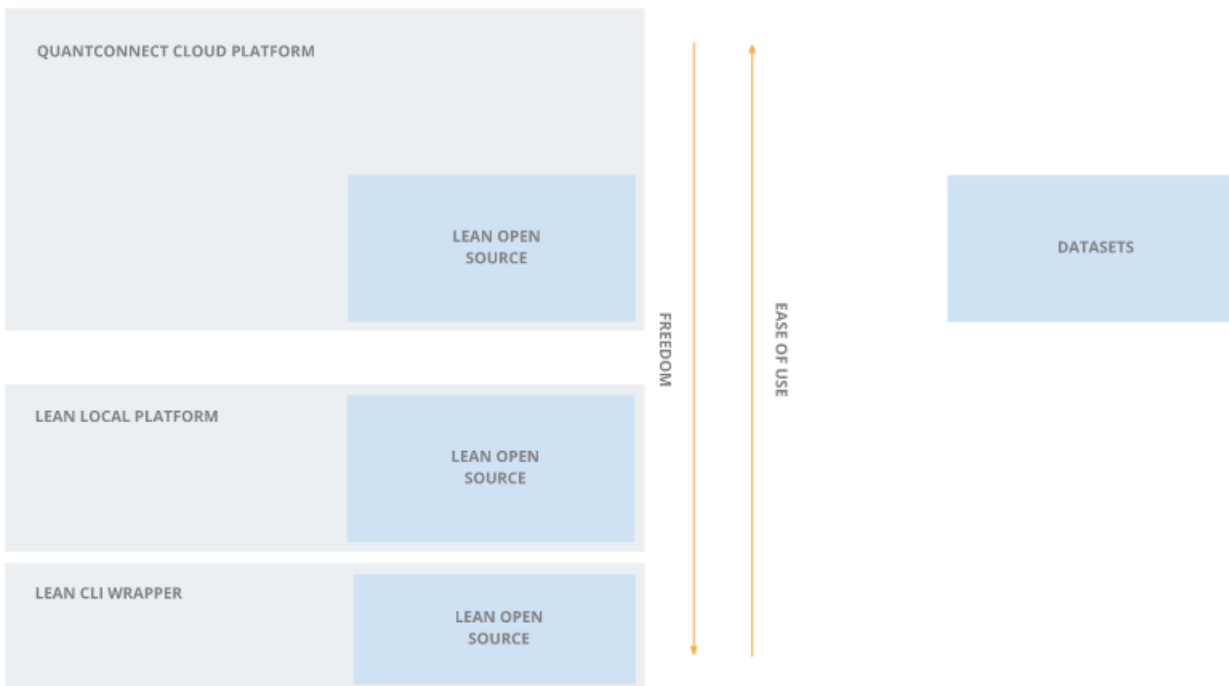 QUANTCONNECT CLOUD PLATFORM
LEAN OPEN
SOURCE
DATASETS
FREEDOM
EASE OF USE
LEAN LOCAL PLATFORM
LEAN OPEN
SOURCE
LEAN CLI WRAPPER
LEAN OPEN
SOURCE